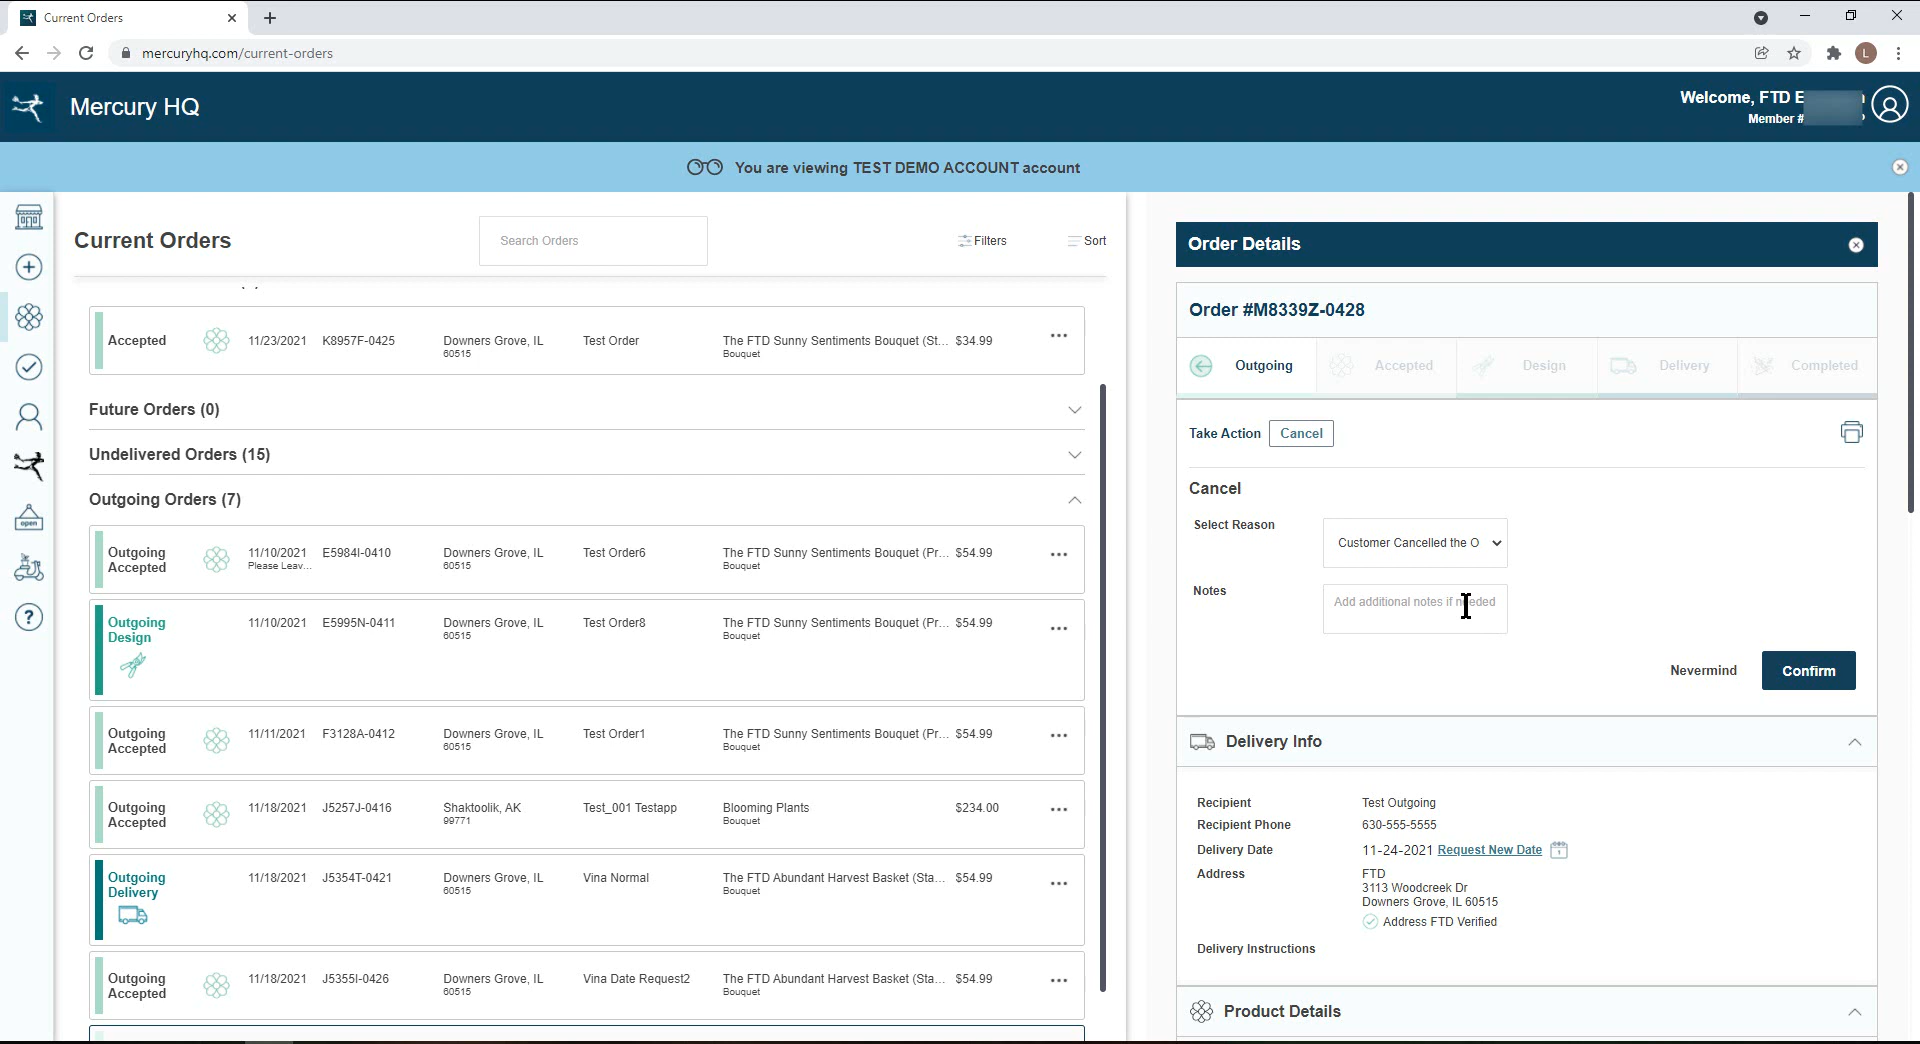 Current Orders
mercuryhq.com/current-orders
L
Mercury HQ
Welcome, FTD E
Member #
You are viewing TEST DEMO ACCOUNT account
Current Orders
Search Orders
Filters
Sort
Accepted 11/23/2021 K8957F-0425 Downers Grove, IL Test Order The FTD Sunny Sentiments Bouquet (St... $34.99
60515 Bouquet
Future Orders (0)
Undelivered Orders (15)
Outgoing Orders (7)
Outgoing 11/10/2021 E5984I-0410 Downers Grove, IL Test Order6 The FTD Sunny Sentiments Bouquet (Pr... $54.99
Accepted Please Leav... 60515 Bouquet
Outgoing 11/10/2021 E5995N-0411 Downers Grove, IL Test Order8 The FTD Sunny Sentiments Bouquet (Pr... $54.99
Design 60515 Bouquet
Outgoing 11/11/2021 F3128A-0412 Downers Grove, IL Test Order1 The FTD Sunny Sentiments Bouquet (Pr... $54.99
Accepted 60515 Bouquet
Outgoing 11/18/2021 J5257J-0416 Shaktoolik, AK Test_001 Testapp Blooming Plants $234.00
Accepted 99771 Bouquet
Outgoing 11/18/2021 J5354T-0421 Downers Grove, IL Vina Normal The FTD Abundant Harvest Basket (Sta... $54.99
Delivery 60515 Bouquet
Outgoing 11/18/2021 J5355I-0426 Downers Grove, IL Vina Date Request2 The FTD Abundant Harvest Basket (Sta... $54.99
Accepted 60515 Bouquet
open
?
Order Details
Order #M8339Z-0428
Outgoing Accepted Design Delivery Completed
Take Action Cancel
Cancel
Select Reason Customer Cancelled the O
Notes Add additional notes if needed
Nevermind Confirm
Delivery Info
Recipient Test Outgoing
Recipient Phone 630-555-5555
Delivery Date 11-24-2021 Request New Date
Address FTD
3113 Woodcreek Dr
Downers Grove, IL 60515
Address FTD Verified
Delivery Instructions
Product Details